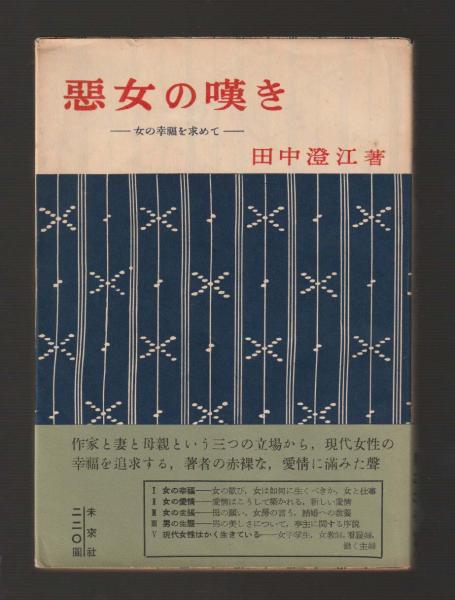 惡女の嘆き
──女の幸福を求めて──
田中澄江著
作家と妻と母親という三つの立場から，現代女性の
幸福を追求する，著者の赤裸な，愛情に滿みた聲
Ⅰ 女の幸福──女の歓び，女は如何に生くべきか，女と仕事
Ⅱ 女の愛情──愛情はこうして築かれる，新しい愛情
Ⅲ 女の主張──母の願い，女房の言う，結婚への教養
Ⅲ 男の生態──男の美しさについて，亭主に関する序説
Ⅴ 現代女性はかく生きている──女子学生，女教師，看護婦，
働く主婦
未來社
二二〇圓